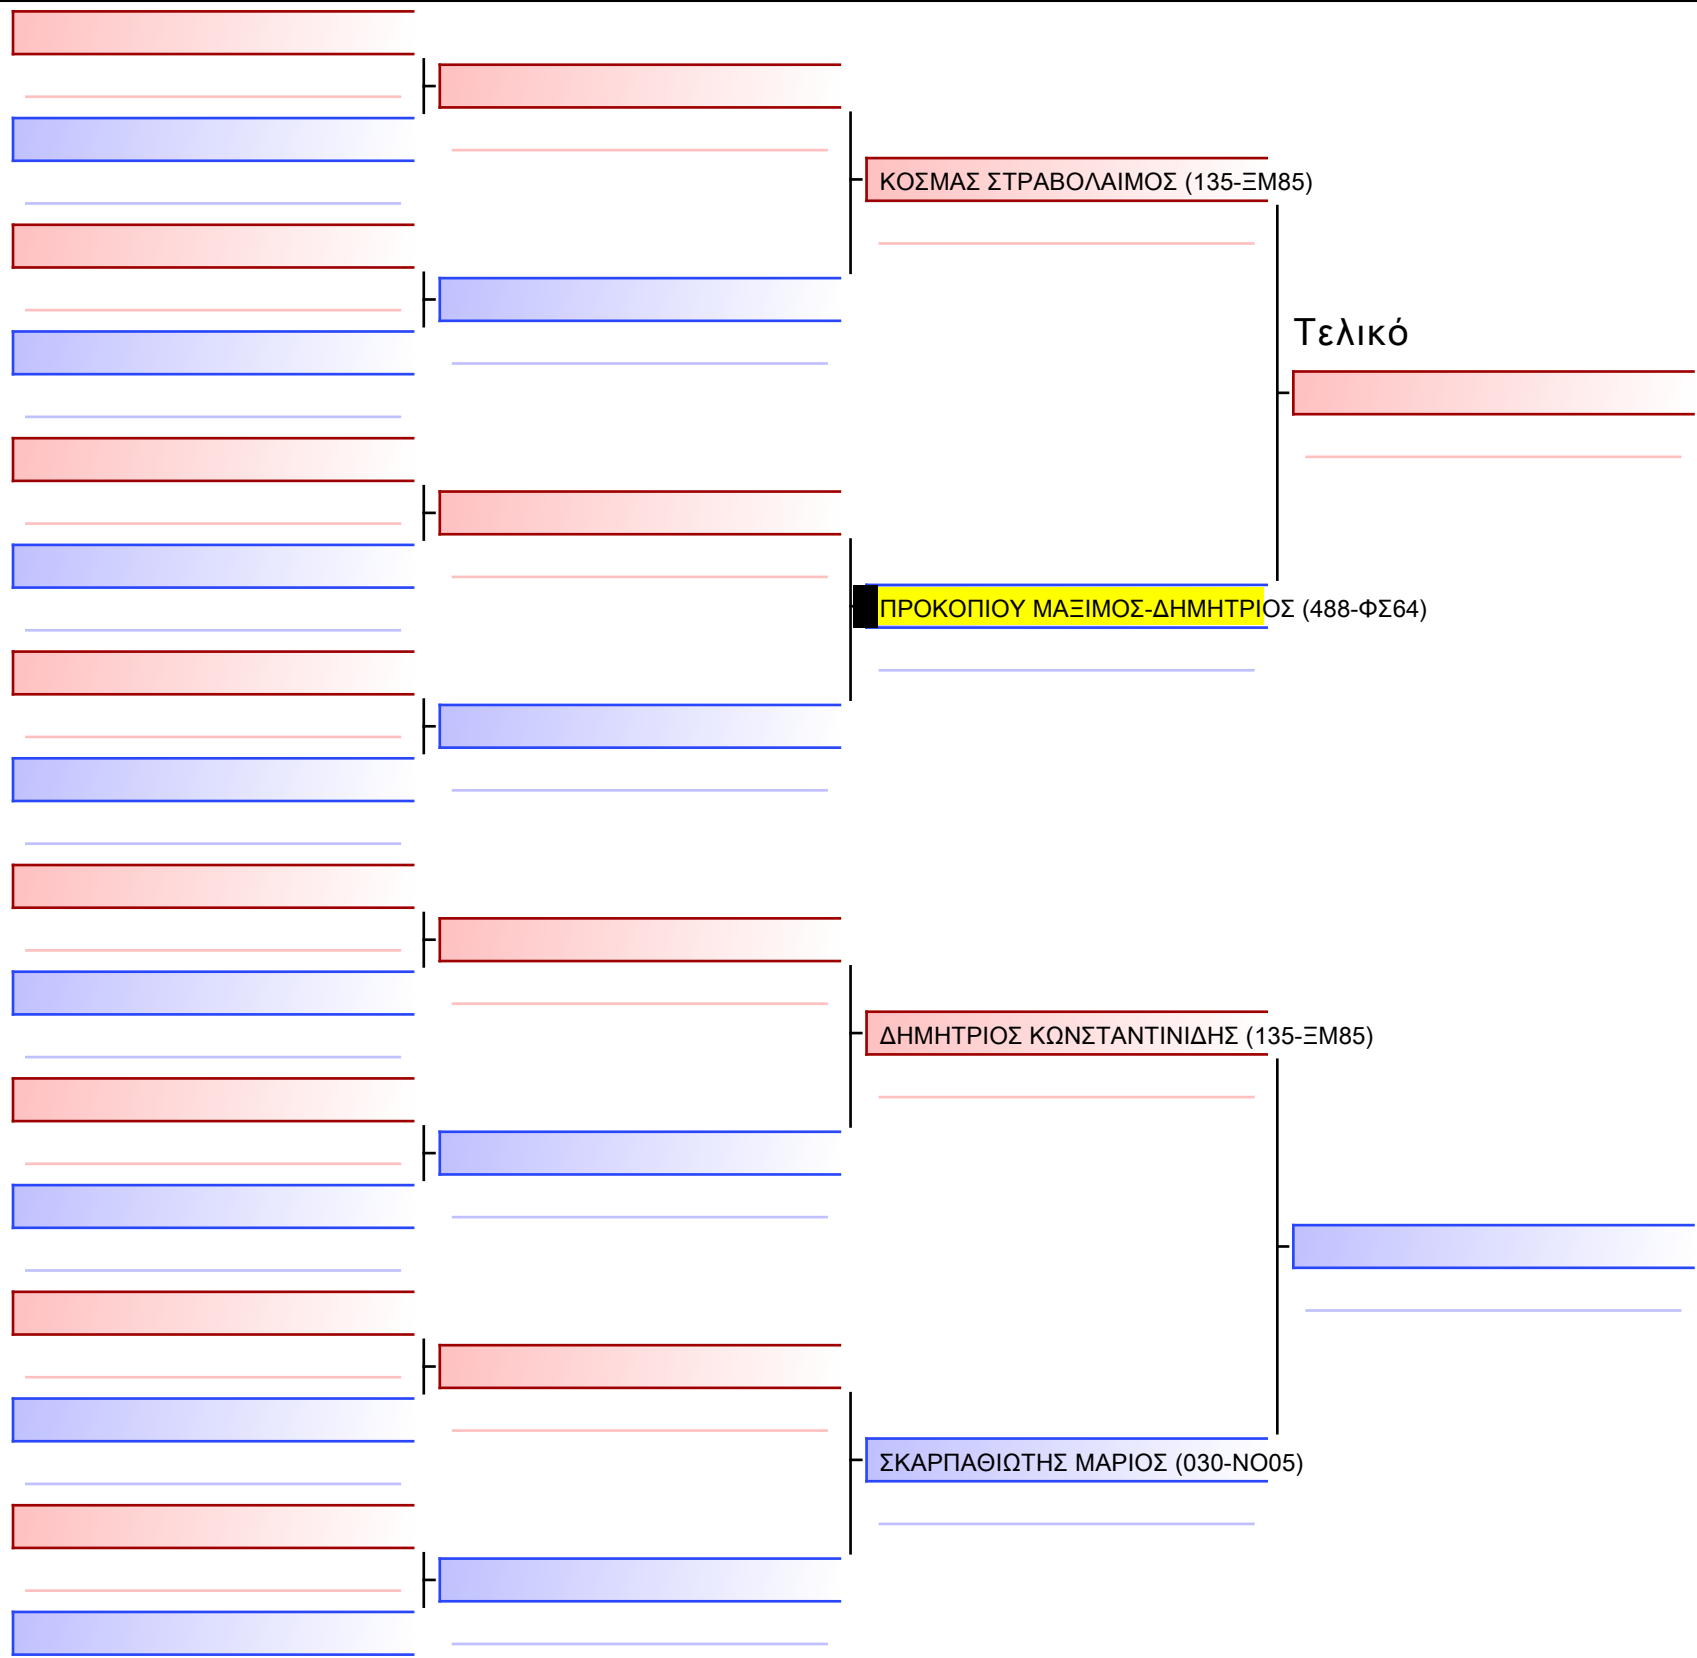 ΚΟΣΜΑΣ ΣΤΡΑΒΟΛΑΙΜΟΣ (135-ΞΜ85)
Τελικό
ΠΡΟΚΟΠΙΟΥ ΜΑΞΙΜΟΣ-ΔΗΜΗΤΡΙΟΣ (488-ΦΣ64)
ΔΗΜΗΤΡΙΟΣ ΚΩΝΣΤΑΝΤΙΝΙΔΗΣ (135-ΞΜ85)
ΣΚΑΡΠΑΘΙΩΤΗΣ ΜΑΡΙΟΣ (030-ΝΟ05)